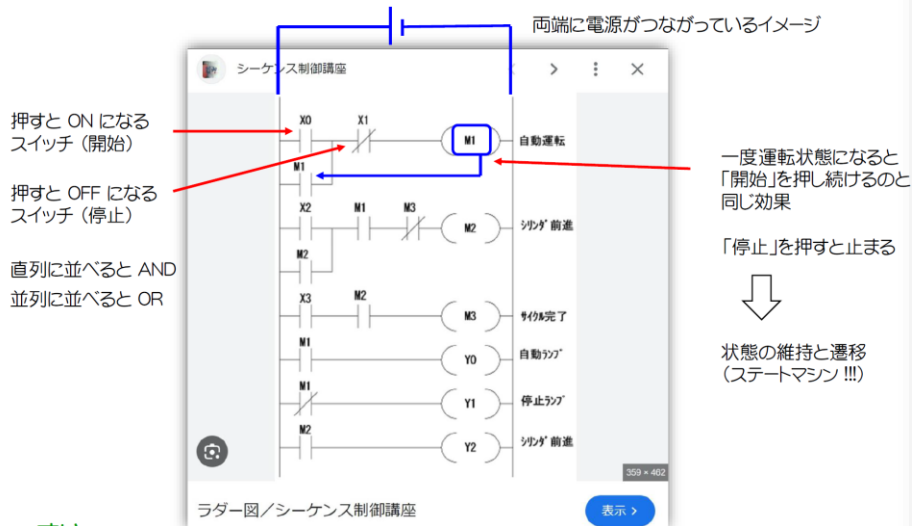 両端に電源がつながっているイメージ
シーケンス制御講座
押すと ON になる
スイッチ（開始）
押すと OFF になる
スイッチ（停止）
直列に並べると AND
並列に並べると OR
X0 X1
M1 自動運転
M1
X2 M1 M3
M2 シリンダ前進
M2
X3 M2
M3 サイクル完了
M1
Y0 自動ランプ
M1
Y1 停止ランプ
M2
Y2 シリンダ前進
359 × 462
ラダー図／シーケンス制御講座
表示 >
一度運転状態になると
「開始」を押し続けるのと
同じ効果
「停止」を押すと止まる
状態の維持と遷移
（ステートマシン !!!）